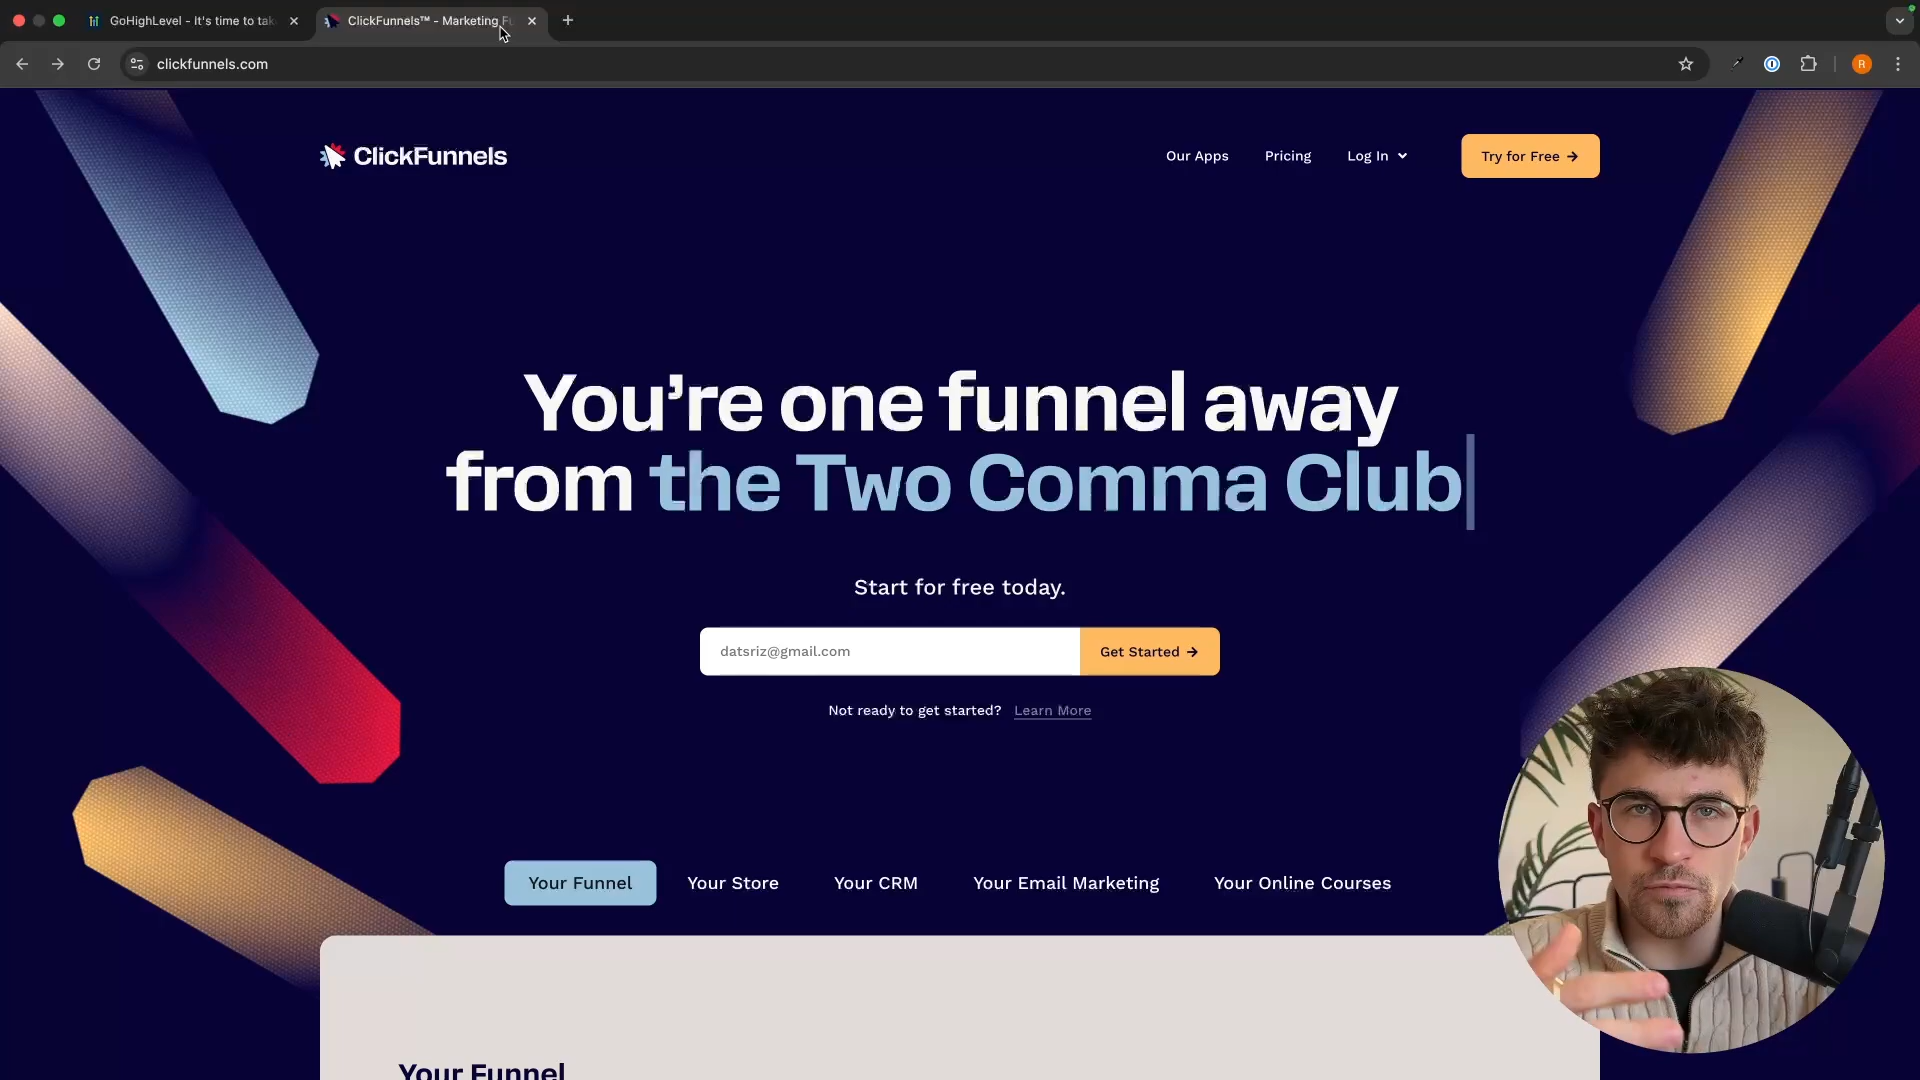 GoHighLevel - It's time to tak
ClickFunnels™ - Marketing Fu
clickfunnels.com
R
ClickFunnels
Our Apps
Pricing
Log In
Try for Free →
You’re one funnel away
from the Two Comma Club
Start for free today.
datsriz@gmail.com
Get Started →
Not ready to get started? Learn More
Your Funnel
Your Store
Your CRM
Your Email Marketing
Your Online Courses
Your Funnel